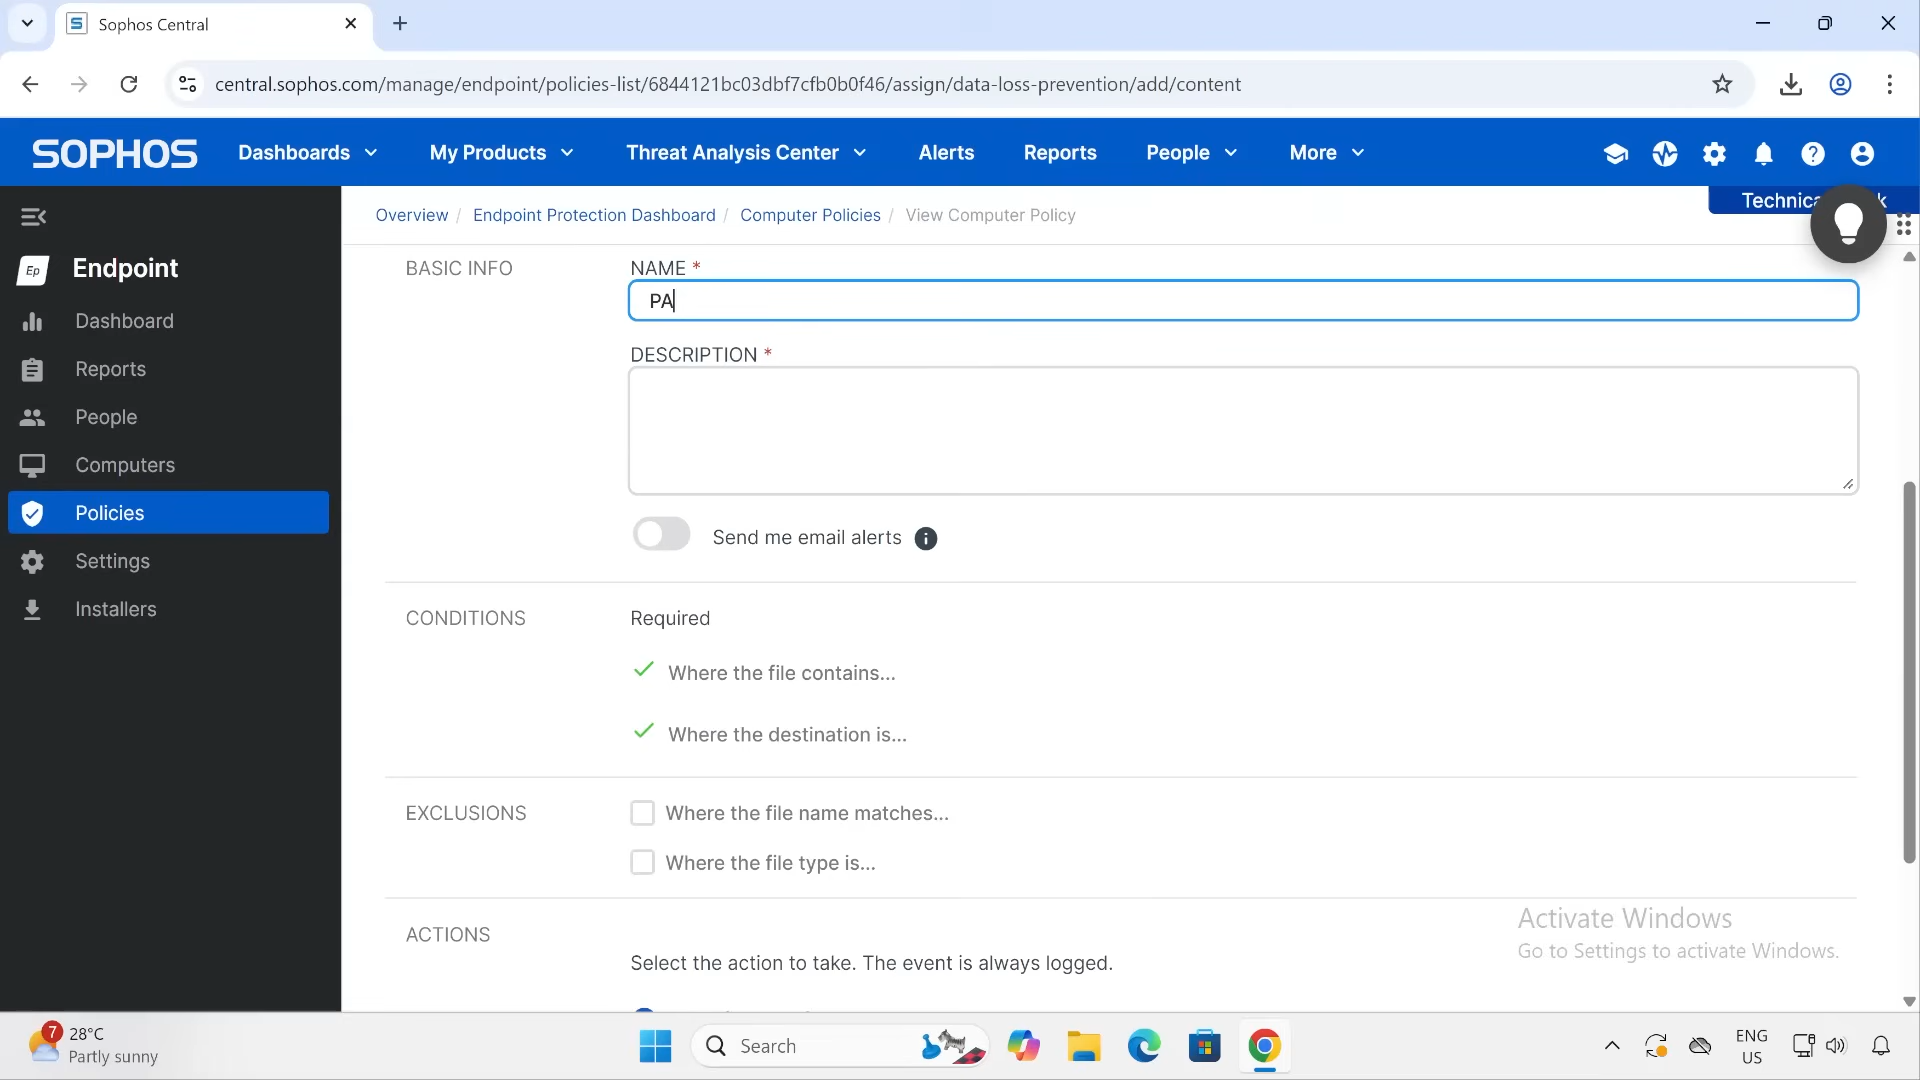 Sophos Central
central.sophos.com/manage/endpoint/policies-list/6844121bc03dbf7cfb0b0f46/assign/data-loss-prevention/add/content
SOPHOS Dashboards My Products Threat Analysis Center Alerts Reports People More
Overview / Endpoint Protection Dashboard / Computer Policies / View Computer Policy
Ep Endpoint
Dashboard
Reports
People
Computers
Policies
Settings
Installers
BASIC INFO
NAME *
PA
DESCRIPTION *
Send me email alerts
CONDITIONS
Required
Where the file contains...
Where the destination is...
EXCLUSIONS
Where the file name matches...
Where the file type is...
ACTIONS
Select the action to take. The event is always logged.
Activate Windows
Go to Settings to activate Windows.
7
28°C
Partly sunny
Search
ENG
US